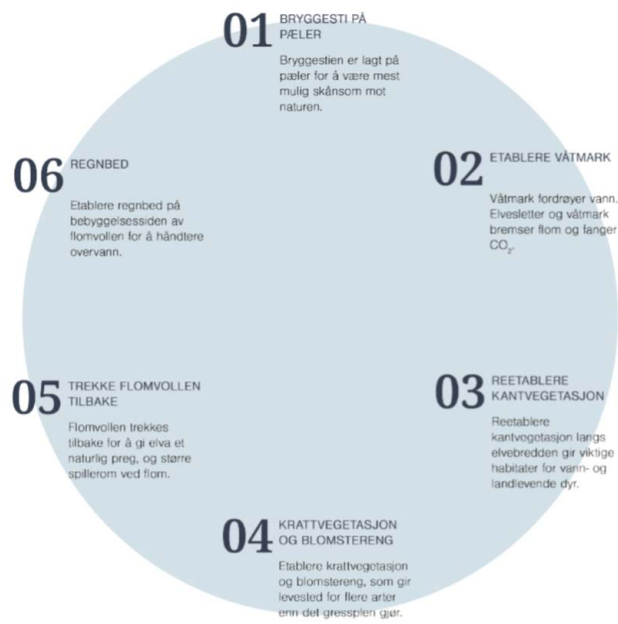 01 BRYGGESTI PÅ
PÆLER
Bryggestien er lagt på
pæler for å være mest
mulig skånsom mot
naturen.
02 ETABLERE VÅTMARK
Våtmark fordrøyer vann.
Elvesletter og våtmark
bremser flom og fanger
CO₂.
03 REETABLERE
KANTVEGETASJON
Reetablere
kantvegetasjon langs
elvebredden gir viktige
habitater for vann- og
landlevende dyr.
04 KRATTVEGETASJON
OG BLOMSTERENG
Etablere krattvegetasjon
og blomstereng, som gir
levested for flere arter
enn det gressplen gjør.
05 TREKKE FLOMVOLLEN
TILBAKE
Flomvollen trekkes
tilbake for å gi elva et
naturlig preg, og større
spillerom ved flom.
06 REGNBED
Etablere regnbed på
bebyggelsessiden av
flomvollen for å håndtere
overvann.